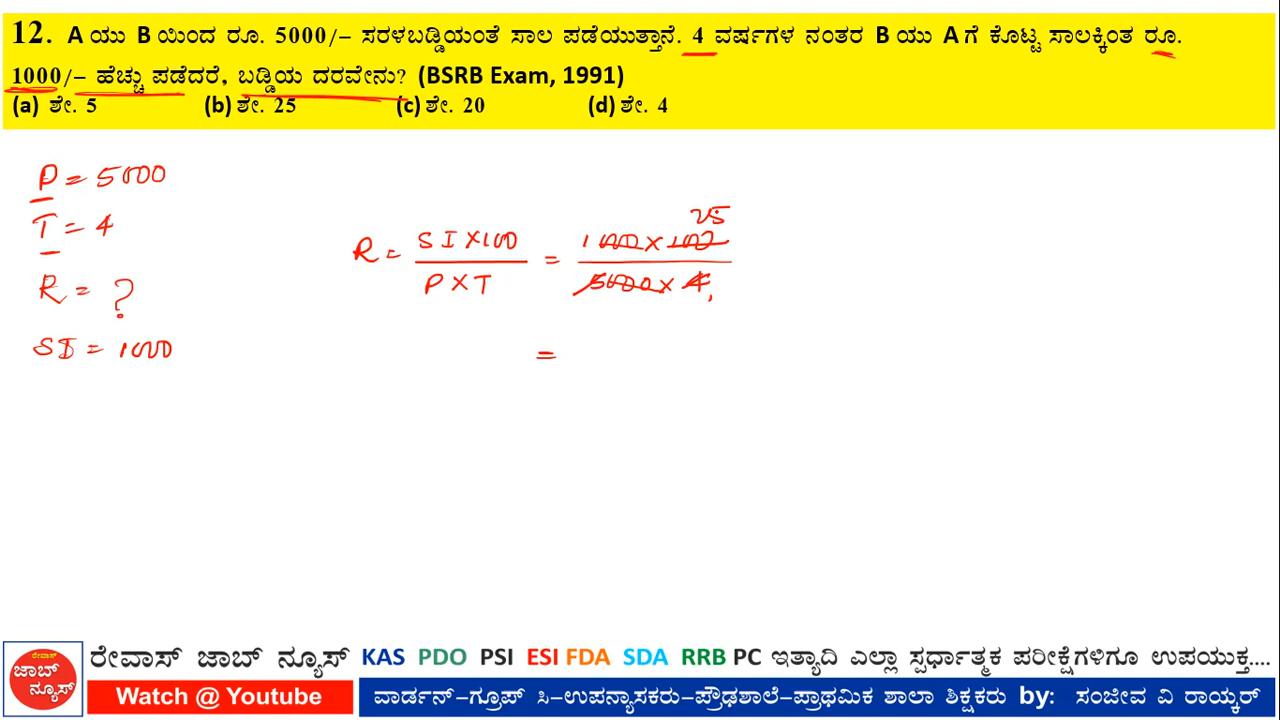 12. A ಯು B ಯಿಂದ ರೂ. 5000/– ಸರಳಬಡ್ಡಿಯಂತೆ ಸಾಲ ಪಡೆಯುತ್ತಾನೆ. 4 ವರ್ಷಗಳ ನಂತರ B ಯು A ಗೆ ಕೊಟ್ಟ ಸಾಲಕ್ಕಿಂತ ರೂ.
1000/– ಹೆಚ್ಚು ಪಡೆದರೆ, ಬಡ್ಡಿಯ ದರವೇನು? (BSRB Exam, 1991)
(a) ಶೇ. 5 (b) ಶೇ. 25 (c) ಶೇ. 20 (d) ಶೇ. 4
P = 5000
T = 4
R = ?
SI = 1000
25
R = SI×100 = 1000×100
P×T 5000×4 1
=
ರೇವಾಸ್ ಜಾಬ್ ನ್ಯೂಸ್
ರೇವಾಸ್ ಜಾಬ್ ನ್ಯೂಸ್ KAS PDO PSI ESI FDA SDA RRB PC ಇತ್ಯಾದಿ ಎಲ್ಲಾ ಸ್ಪರ್ಧಾತ್ಮಕ ಪರೀಕ್ಷೆಗಳಿಗೂ ಉಪಯುಕ್ತ....
Watch @ Youtube ವಾರ್ಡನ್–ಗ್ರೂಪ್ ಸಿ–ಉಪನ್ಯಾಸಕರು–ಪ್ರೌಢಶಾಲೆ–ಪ್ರಾಥಮಿಕ ಶಾಲಾ ಶಿಕ್ಷಕರು by: ಸಂಜೀವ ವಿ ರಾಯ್ಕರ್